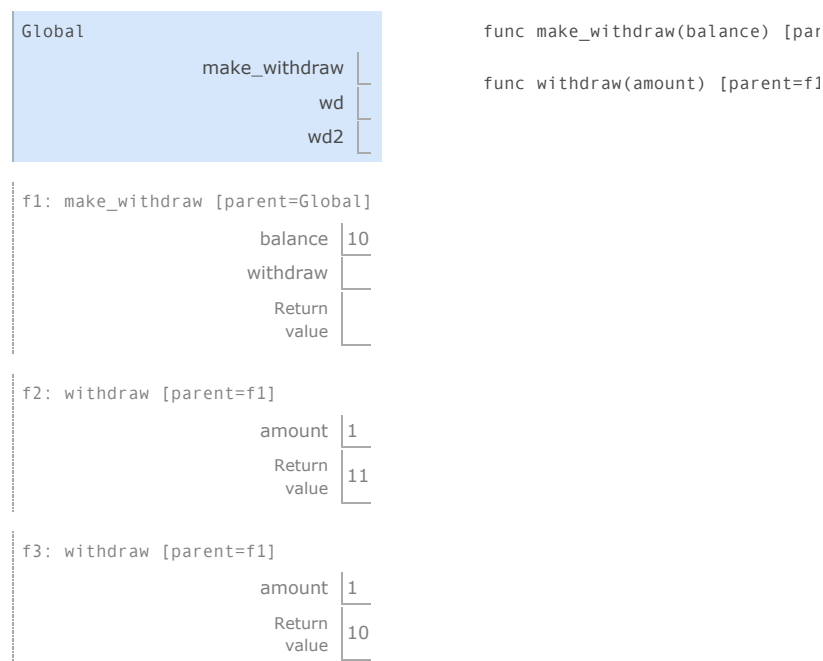 Global
func make_withdraw(balance) [par
make_withdraw
func withdraw(amount) [parent=f1
wd
wd2
f1: make_withdraw [parent=Global]
balance 10
withdraw
Return
value
f2: withdraw [parent=f1]
amount 1
Return
value 11
f3: withdraw [parent=f1]
amount 1
Return
value 10